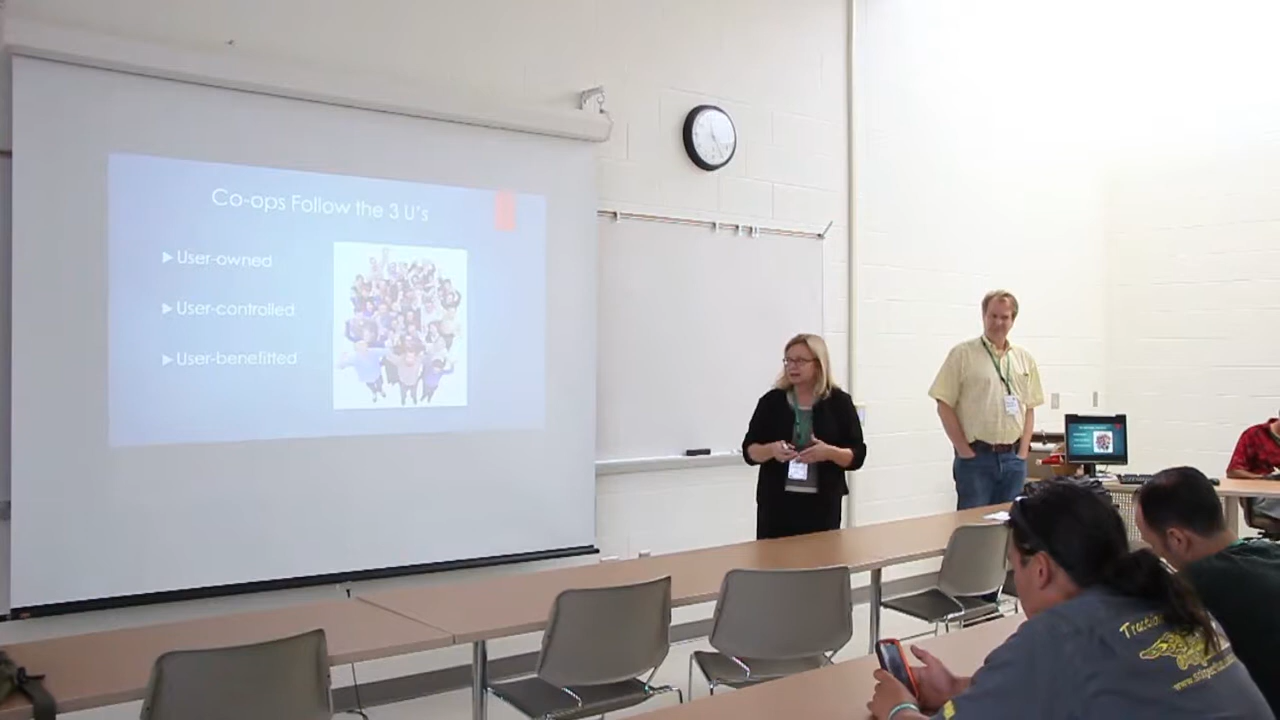 Co-ops Follow the 3 U's
User-owned
User-controlled
User-benefitted